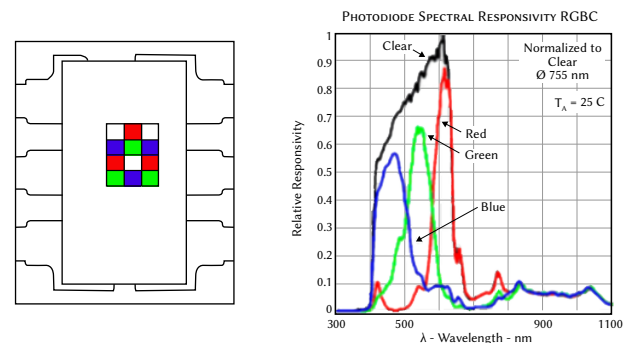 PHOTODIODE SPECTRAL RESPONSIVITY RGBC
Relative Responsivity
1
0.9
0.8
0.7
0.6
0.5
0.4
0.3
0.2
0.1
0
Clear
Normalized to
Clear
Ø 755 nm
T_A = 25 C
Red
Green
Blue
300
500
900
1100
λ - Wavelength - nm